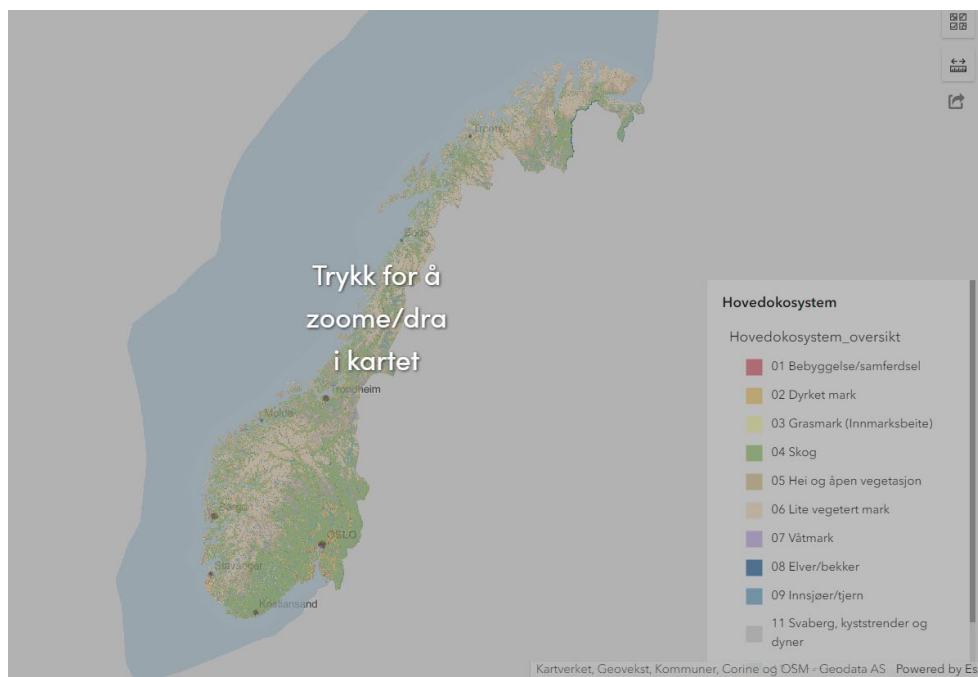 Tromsø
Bodø
Trykk for å
zoome/dra
i kartet
Trondheim
Molde
Bergen
OSLO
Stavanger
Kristiansand
Hovedokosystem
Hovedokosystem_oversikt
01 Bebyggelse/samferdsel
02 Dyrket mark
03 Grasmark (Innmarksbeite)
04 Skog
05 Hei og åpen vegetasjon
06 Lite vegetert mark
07 Våtmark
08 Elver/bekker
09 Innsjøer/tjern
11 Svaberg, kyststrender og
dyner
Kartverket, Geovekst, Kommuner, Corine og OSM - Geodata AS Powered by Es